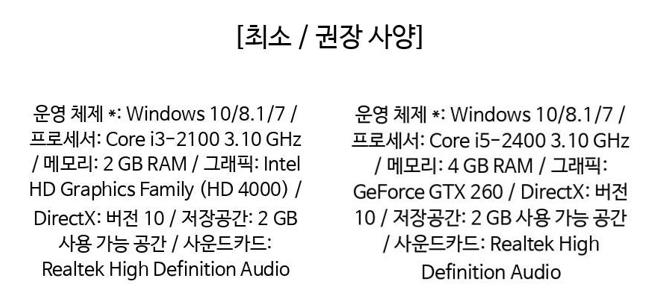 [최소 / 권장 사양]
운영 체제 *: Windows 10/8.1/7 /
프로세서: Core i3-2100 3.10 GHz
/ 메모리: 2 GB RAM / 그래픽: Intel
HD Graphics Family (HD 4000) /
DirectX: 버전 10 / 저장공간: 2 GB
사용 가능 공간 / 사운드카드:
Realtek High Definition Audio
운영 체제 *: Windows 10/8.1/7 /
프로세서: Core i5-2400 3.10 GHz
/ 메모리: 4 GB RAM / 그래픽:
GeForce GTX 260 / DirectX: 버전
10 / 저장공간: 2 GB 사용 가능 공간
/ 사운드카드: Realtek High
Definition Audio